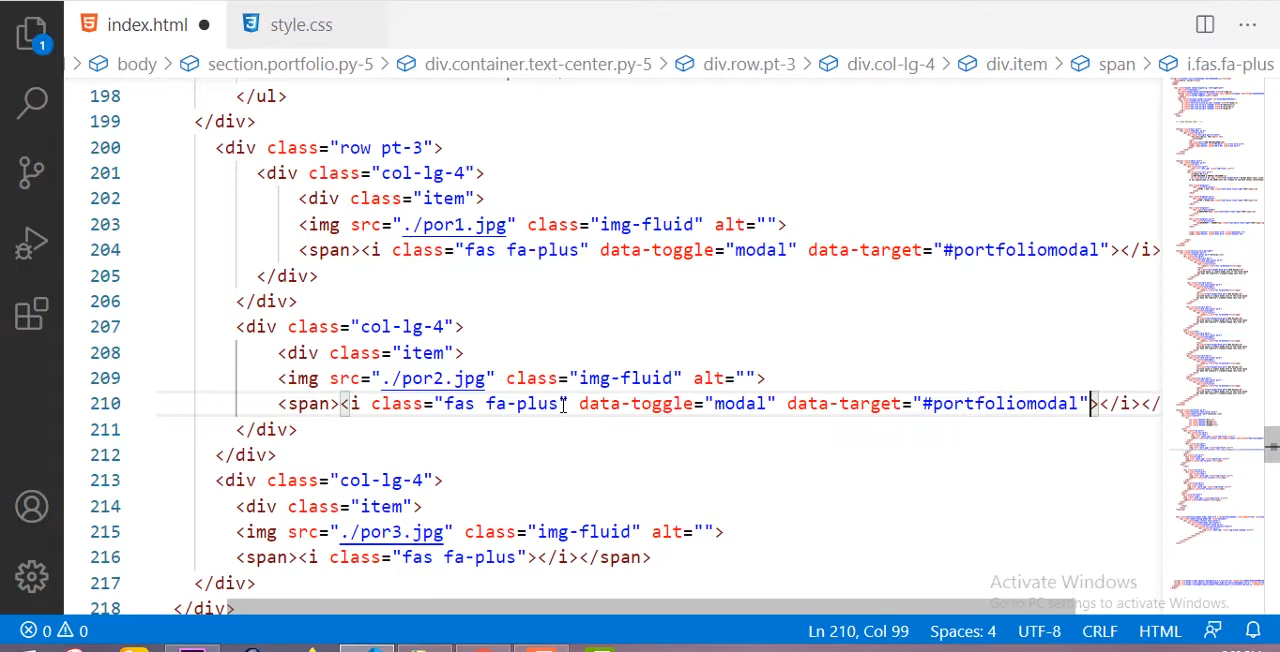 index.html
style.css
1
body
section.portfolio.py-5
div.container.text-center.py-5
div.row.pt-3
div.col-lg-4
div.item
span
i.fas.fa-plus
198 </ul>
199 </div>
200 <div class="row pt-3">
201 <div class="col-lg-4">
202 <div class="item">
203 <img src="./por1.jpg" class="img-fluid" alt="">
204 <span><i class="fas fa-plus" data-toggle="modal" data-target="#portfoliomodal"></i>
205 </div>
206 </div>
207 <div class="col-lg-4">
208 <div class="item">
209 <img src="./por2.jpg" class="img-fluid" alt="">
210 <span><i class="fas fa-plus" data-toggle="modal" data-target="#portfoliomodal"></i></
211 </div>
212 </div>
213 <div class="col-lg-4">
214 <div class="item">
215 <img src="./por3.jpg" class="img-fluid" alt="">
216 <span><i class="fas fa-plus"></i></span>
217 </div>
218 </div>
Activate Windows
Go to PC settings to activate Windows.
0 0
Ln 210, Col 99
Spaces: 4
UTF-8
CRLF
HTML